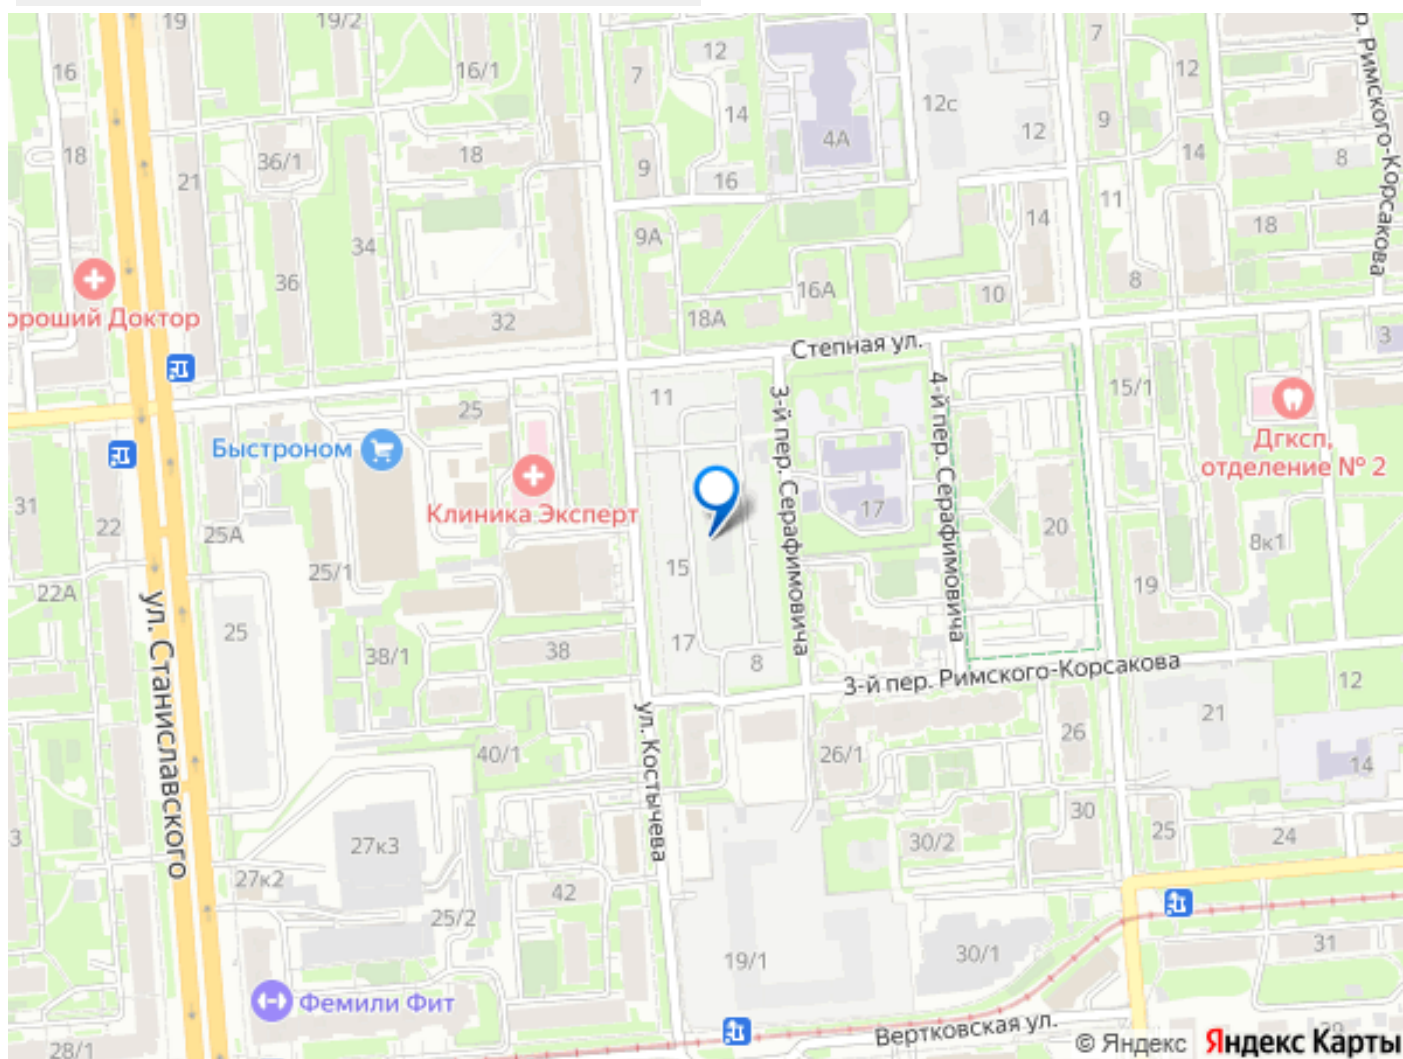 19
19/2
12
7
7
12
16
16/1
14
12с
9
р. Римского-Корсакова
18
36/1
18
4А
12
14
8
21
9
16
11
14
18
34
9А
36
16А
10
8
ороший Доктор
32
18А
Степная ул.
3
11
3-й пер. Серафимовича
4-й пер. Серафимовича
15/1
25
Быстроном
Дгксп,
отделение № 2
Клиника Эксперт
17
20
31
22
25А
8к1
22А
25/1
15
19
ул. Станиславского
25
38/1
38
17
8
3-й пер. Римского-Корсакова
12
21
ул. Костычева
40/1
26/1
26
14
3
27к3
30/2
30
25
24
27к2
42
25/2
19/1
30/1
31
Фемили Фит
Вертковская ул.
28/1
29
© Яндекс Яндекс Карты